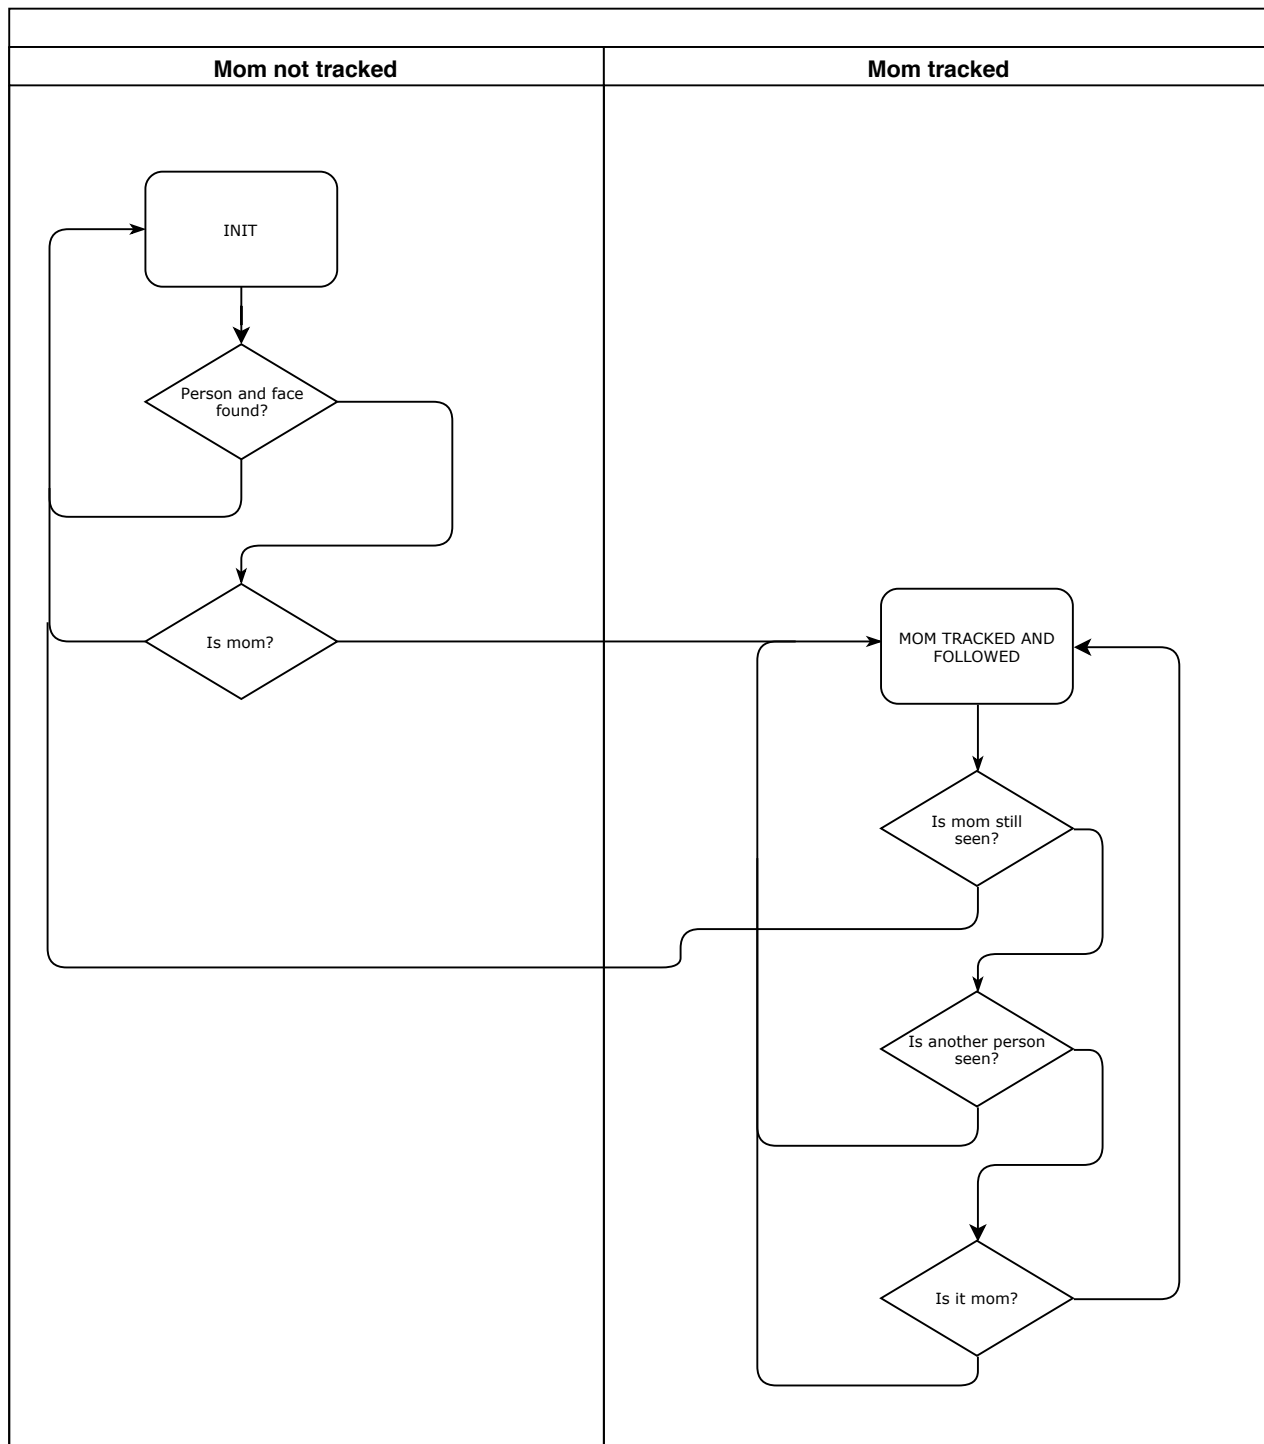 Mom not tracked
Mom tracked
INIT
Person and face
found?
Is mom?
MOM TRACKED AND
FOLLOWED
Is mom still
seen?
Is another person
seen?
Is it mom?